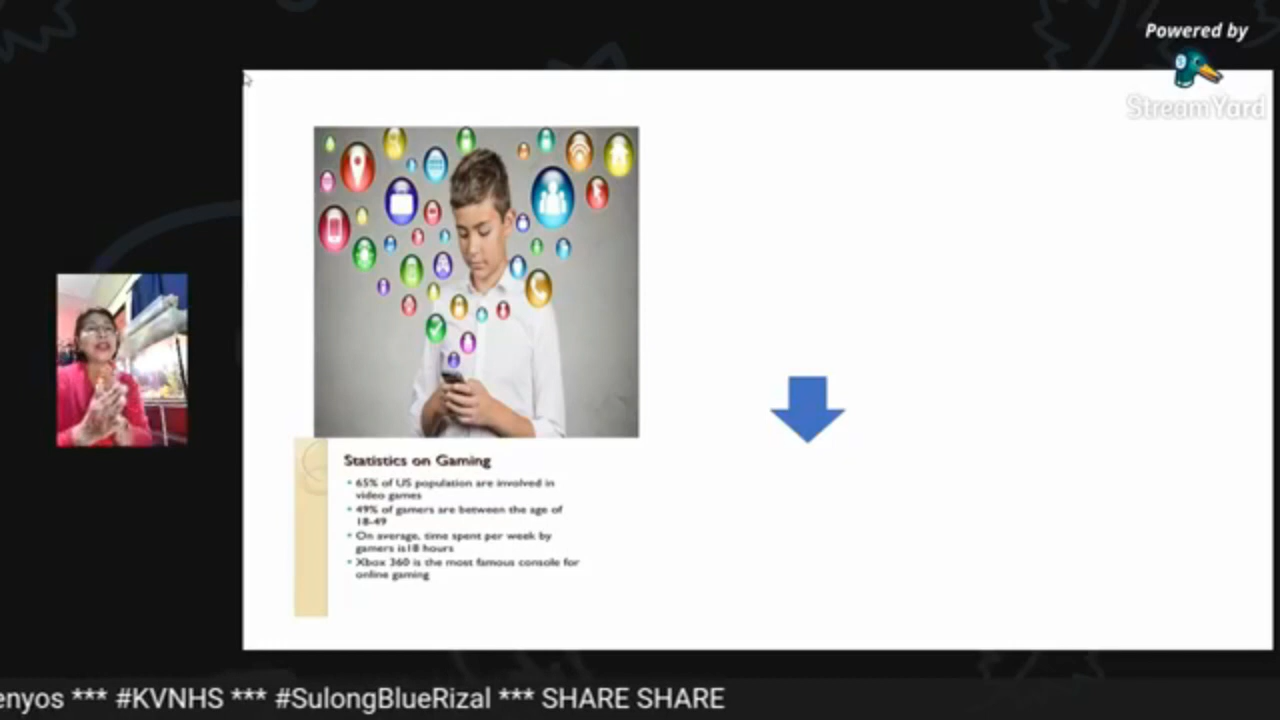 Powered by
StreamYard
Statistics on Gaming
• 65% of US population are involved in
video games
• 49% of gamers are between the age of
18-49
• On average, time spent per week by
gamers is18 hours
• Xbox 360 is the most famous console for
online gaming
enyos *** #KVNHS *** #SulongBlueRizal *** SHARE SHARE